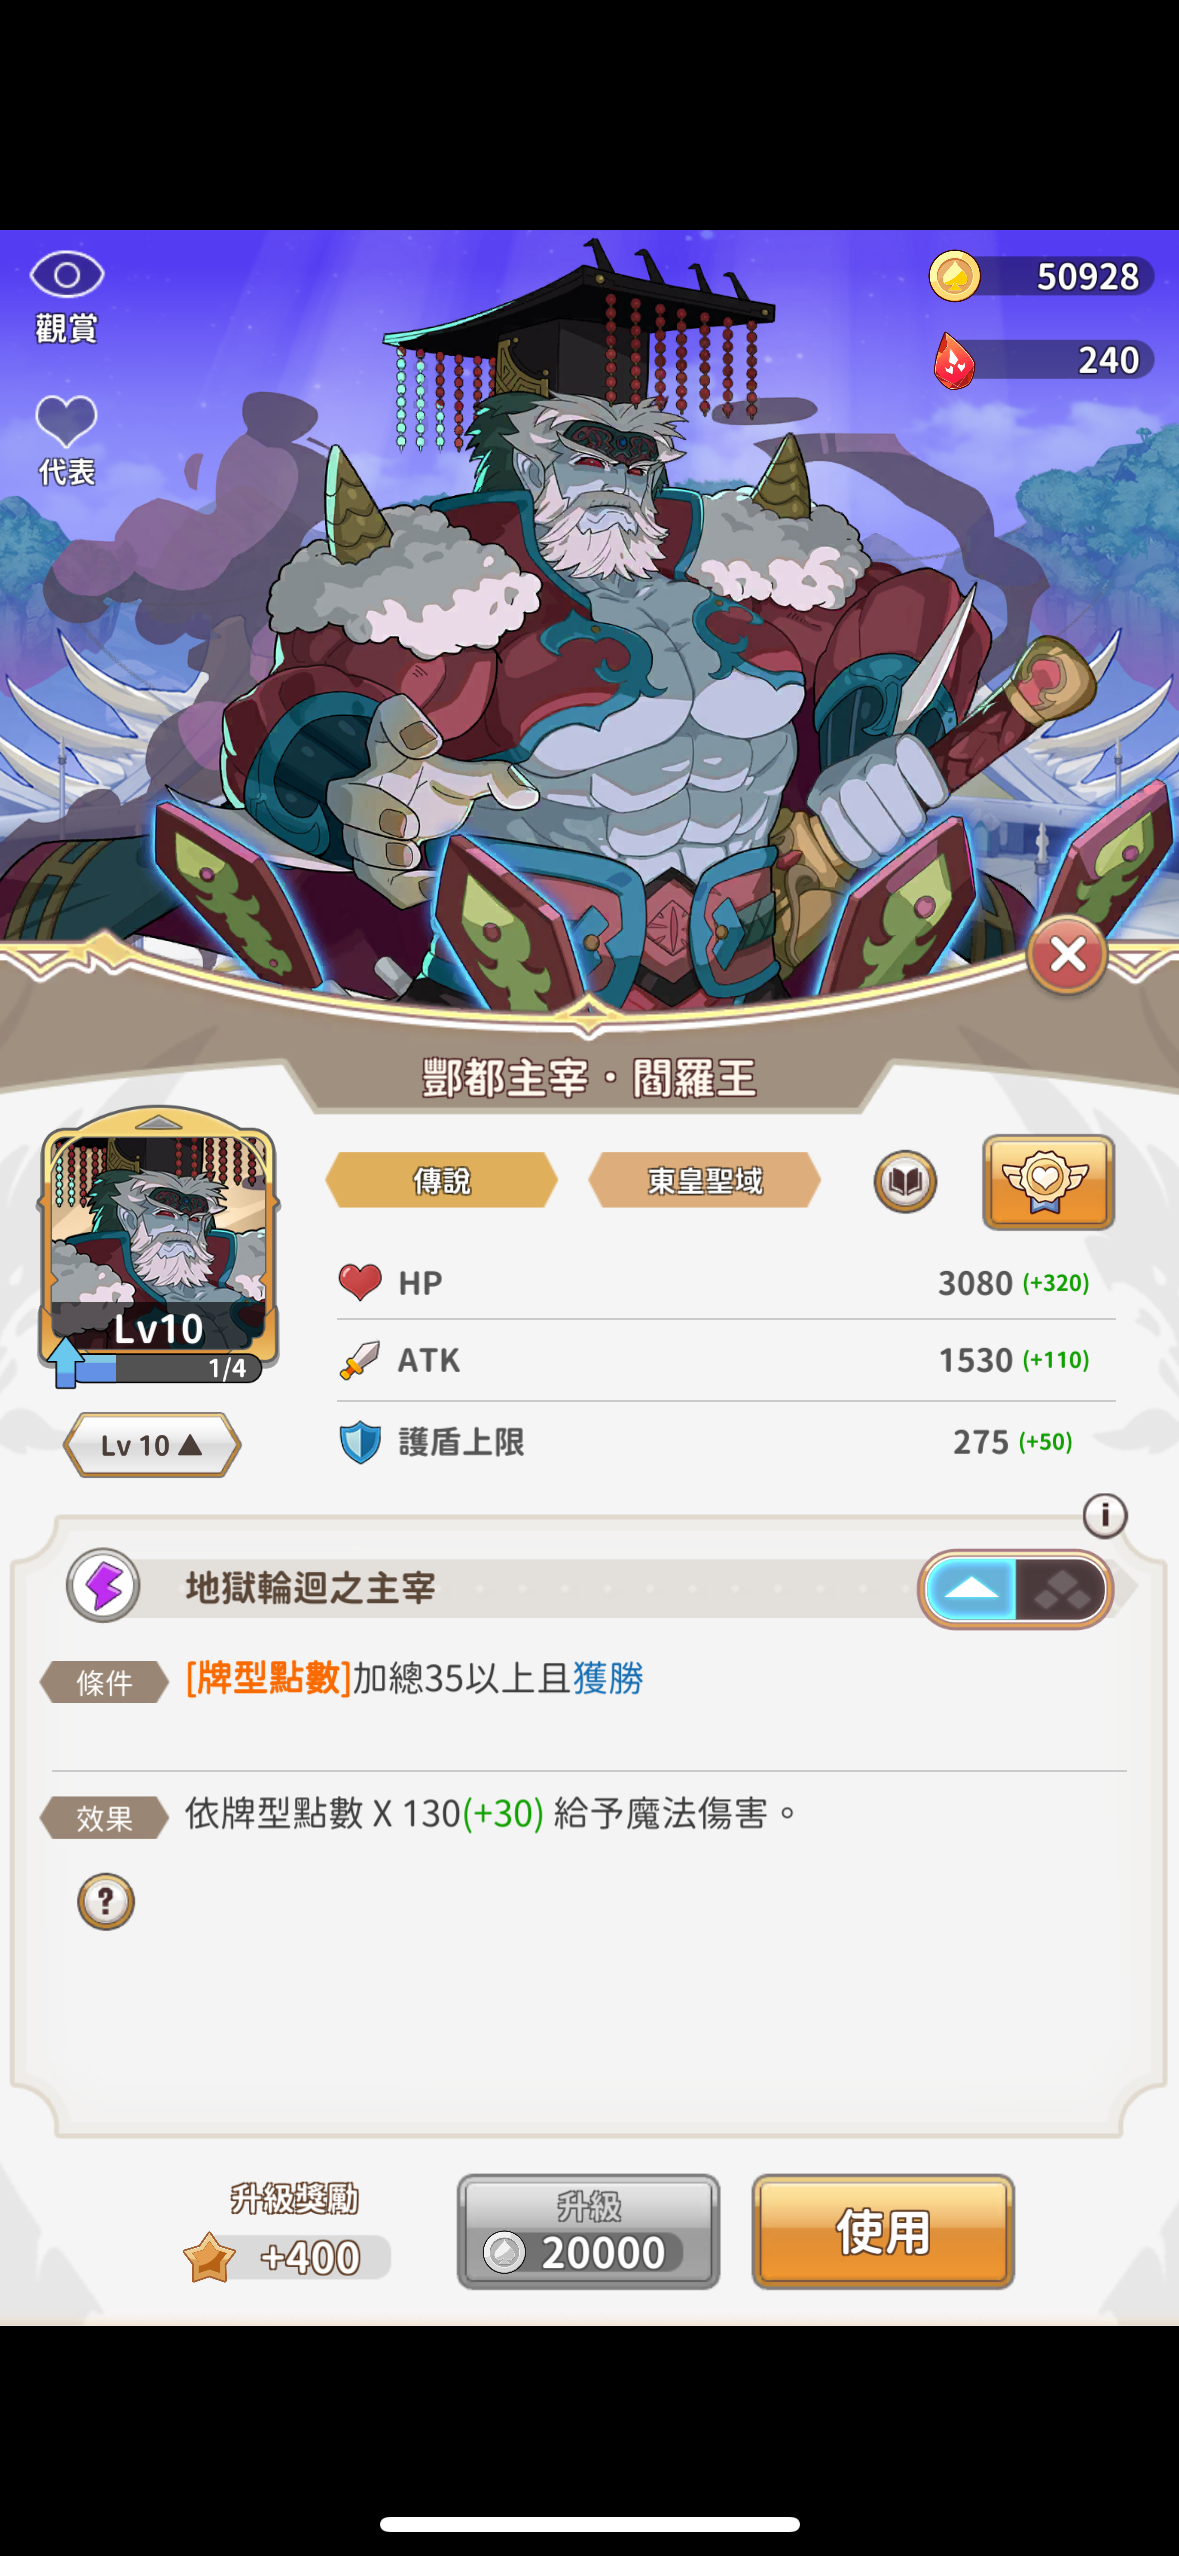 觀賞
50928
240
代表
酆都主宰・閻羅王
傳說
東皇聖域
HP
3080 (+320)
Lv10
1/4
ATK
1530 (+110)
Lv 10 ▲
護盾上限
275 (+50)
i
地獄輪迴之主宰
條件
[牌型點數]加總35以上且獲勝
效果
依牌型點數 X 130(+30) 給予魔法傷害。
?
升級獎勵
+400
升級
20000
使用